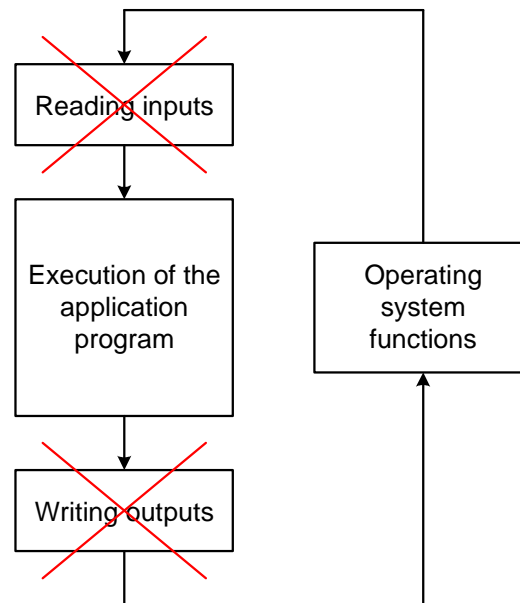 Reading inputs
Execution of the
application
program
Operating
system
functions
Writing outputs